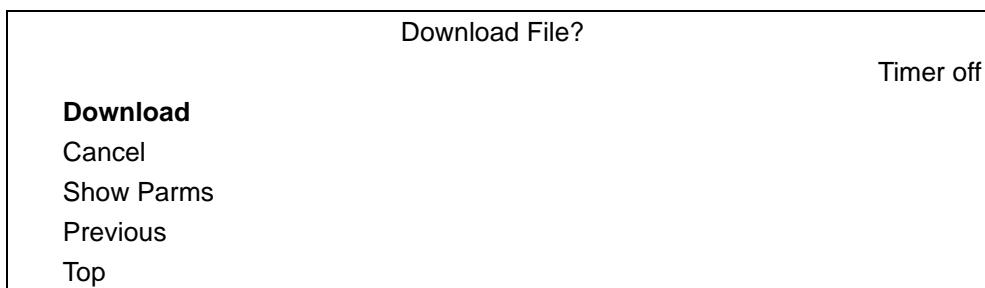 Download File?
Timer off
Download
Cancel
Show Parms
Previous
Top